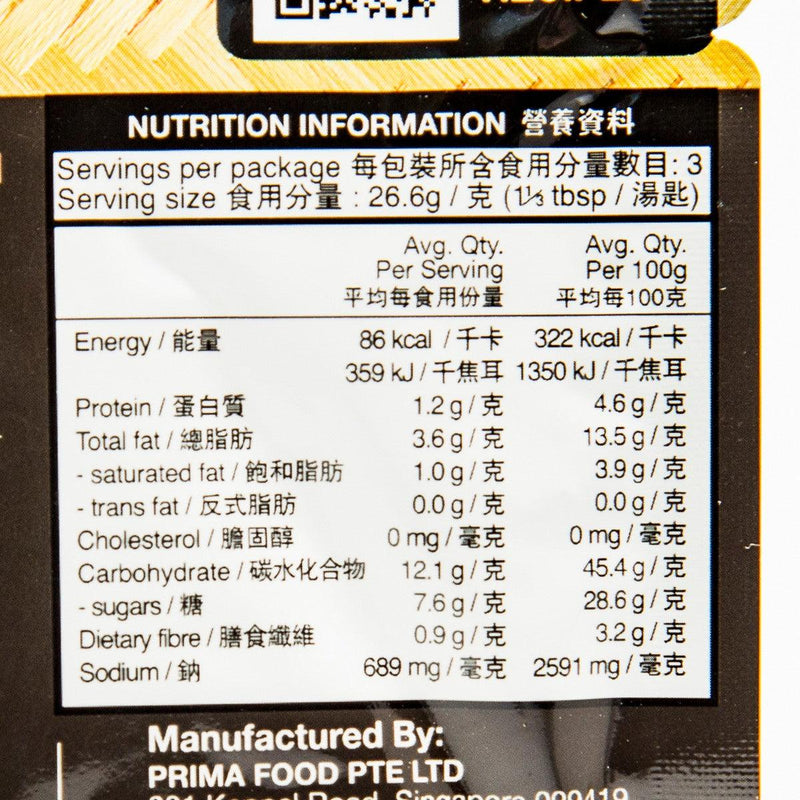 NUTRITION INFORMATION 營養資料
Servings per package 每包裝所含食用分量數目: 3
Serving size 食用分量 : 26.6g / 克 (1⅓ tbsp / 湯匙)
Avg. Qty. Avg. Qty.
Per Serving Per 100g
平均每食用份量 平均每100克
Energy / 能量 86 kcal / 千卡 322 kcal / 千卡
359 kJ / 千焦耳 1350 kJ / 千焦耳
Protein / 蛋白質 1.2 g / 克 4.6 g / 克
Total fat / 總脂肪 3.6 g / 克 13.5 g / 克
- saturated fat / 飽和脂肪 1.0 g / 克 3.9 g / 克
- trans fat / 反式脂肪 0.0 g / 克 0.0 g / 克
Cholesterol / 膽固醇 0 mg / 毫克 0 mg / 毫克
Carbohydrate / 碳水化合物 12.1 g / 克 45.4 g / 克
- sugars / 糖 7.6 g / 克 28.6 g / 克
Dietary fibre / 膳食纖維 0.9 g / 克 3.2 g / 克
Sodium / 鈉 689 mg / 毫克 2591 mg / 毫克
Manufactured By:
PRIMA FOOD PTE LTD
Keppel Road, Singapore